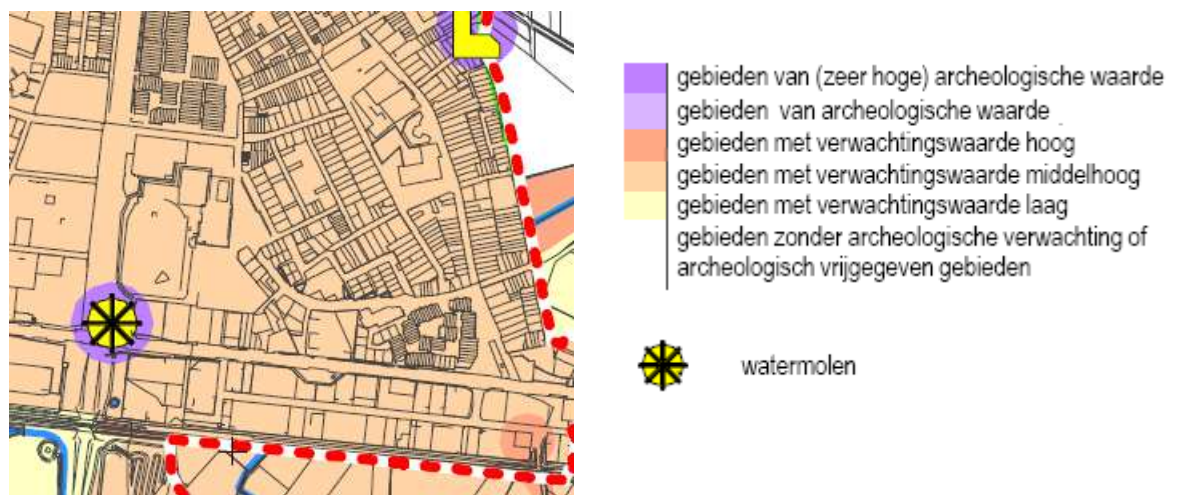 gebieden van (zeer hoge) archeologische waarde
gebieden van archeologische waarde
gebieden met verwachtingswaarde hoog
gebieden met verwachtingswaarde middelhoog
gebieden met verwachtingswaarde laag
gebieden zonder archeologische verwachting of
archeologisch vrijgegeven gebieden
watermolen